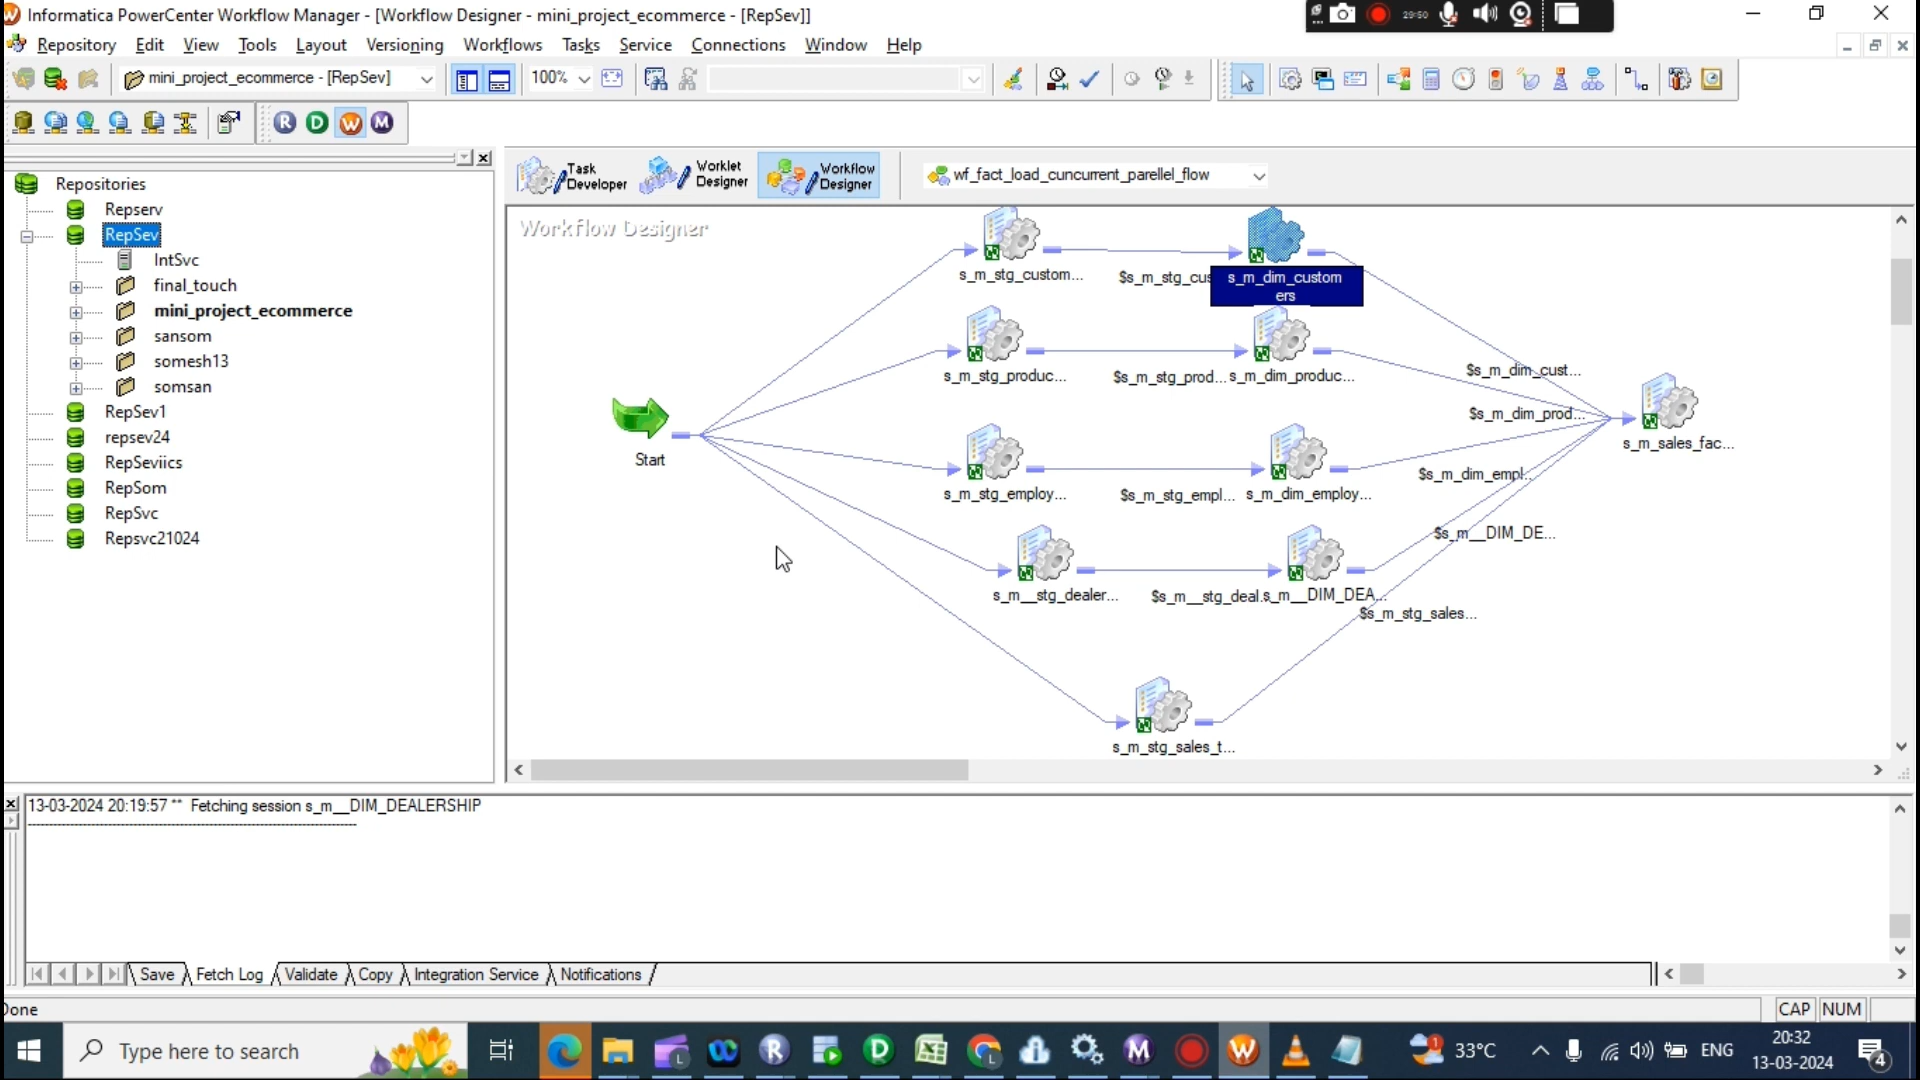 Informatica PowerCenter Workflow Manager - [Workflow Designer - mini_project_ecommerce - [RepSev]]
29:50
Repository Edit View Tools Layout Versioning Workflows Tasks Service Connections Window Help
mini_project_ecommerce - [RepSev]
100%
R D W M
Repositories
Repserv
RepSev
IntSvc
final_touch
mini_project_ecommerce
sansom
somesh13
somsan
RepSev1
repsev24
RepSeviics
RepSom
RepSvc
Repsvc21024
Task Developer
Worklet Designer
Workflow Designer
wf_fact_load_cuncurrent_parellel_flow
Workflow Designer
s_m_stg_custom...
$s_m_stg_cus
s_m_dim_custom
ers
s_m_stg_produc...
$s_m_stg_prod...
s_m_dim_produc...
$s_m_dim_cust...
$s_m_dim_prod...
s_m_sales_fac...
Start
s_m_stg_employ...
$s_m_stg_empl...
s_m_dim_employ...
$s_m_dim_empl...
$s_m__DIM_DE...
s_m__stg_dealer...
$s_m__stg_deal.
s_m__DIM_DEA...
$s_m_stg_sales...
s_m_stg_sales_t...
13-03-2024 20:19:57 ** Fetching session s_m__DIM_DEALERSHIP
Save Fetch Log Validate Copy Integration Service Notifications
Done
CAP NUM
Type here to search
33°C
ENG
20:32
13-03-2024
4